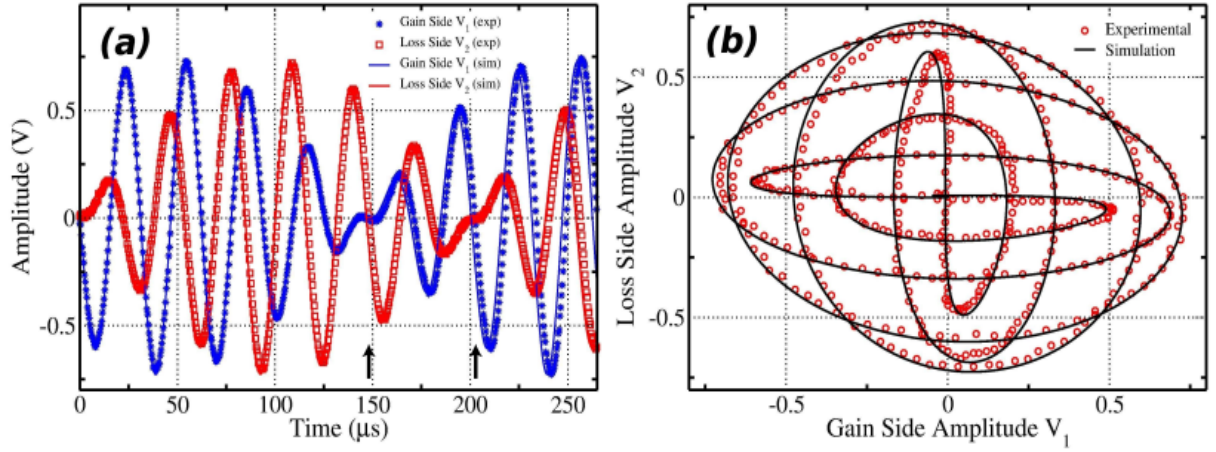 (a)
Gain Side V1 (exp)
Loss Side V2 (exp)
Gain Side V1 (sim)
Loss Side V2 (sim)
Amplitude (V)
0.5
0
-0.5
0 50 100 150 200 250
Time (μs)
(b)
Experimental
Simulation
Loss Side Amplitude V2
0.5
0
-0.5
-0.5 0 0.5
Gain Side Amplitude V1